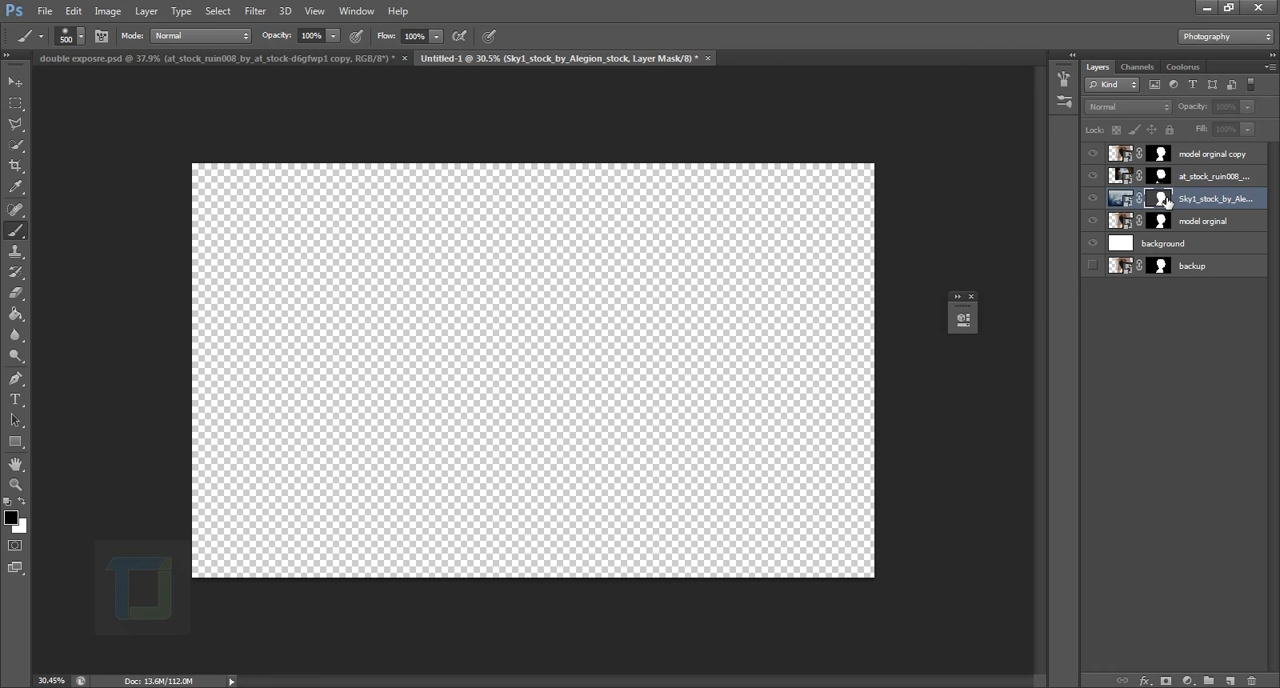 Ps File Edit Image Layer Type Select Filter 3D View Window Help
500 Mode: Normal Opacity: 100% Flow: 100% Photography
double exposre.psd @ 37.9% (at_stock_ruin008_by_at_stock-d6gfwp1 copy, RGB/8*) * × Untitled-1 @ 30.5% (Sky1_stock_by_Alegion_stock, Layer Mask/8) * ×
Layers Channels Coolorus
Kind
Normal Opacity: 100%
Lock: Fill: 100%
model orginal copy
at_stock_ruin008_...
Sky1_stock_by_Ale...
model orginal
background
backup
30.45% Doc: 13.6M/112.0M